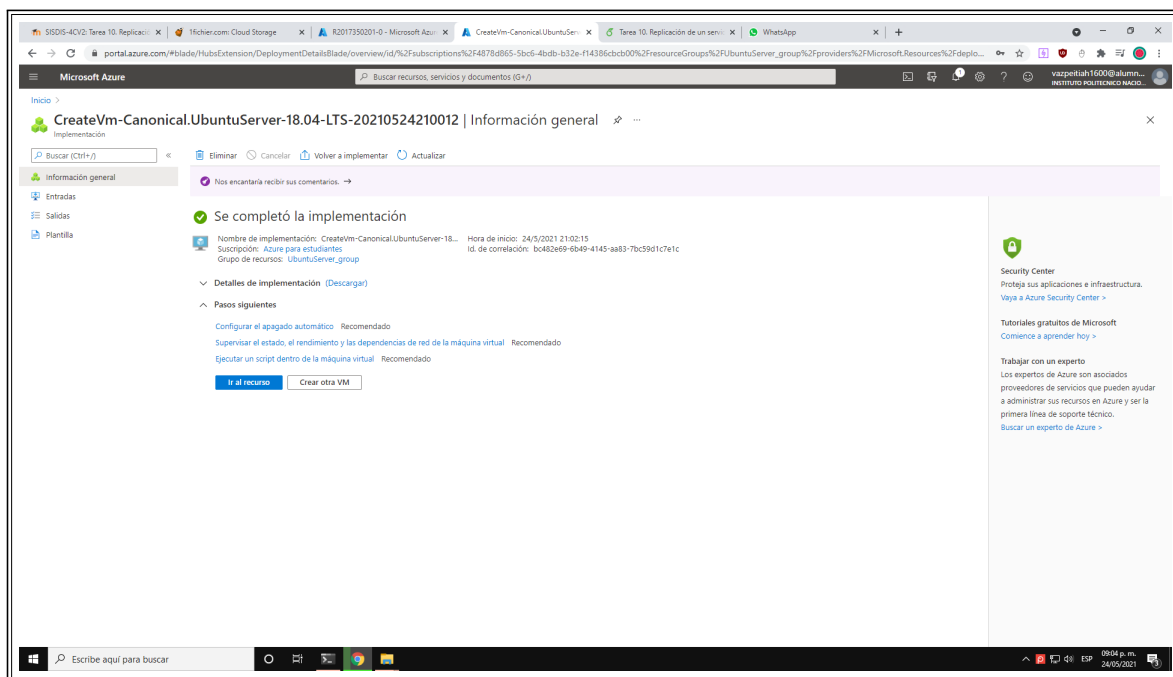 SISDIS-4CV2: Tarea 10. Replicació
1fichier.com: Cloud Storage
R2017350201-0 - Microsoft Azur
CreateVm-Canonical.UbuntuServ
Tarea 10. Replicación de un servi
WhatsApp
portal.azure.com/#blade/HubsExtension/DeploymentDetailsBlade/overview/id/%2Fsubscriptions%2F4878d865-5bc6-4bdb-b32e-f14386cbcb00%2FresourceGroups%2FUbuntuServer_group%2Fproviders%2FMicrosoft.Resources%2Fdeplo...
Microsoft Azure
Buscar recursos, servicios y documentos (G+/)
1
vazpeitiah1600@alumn...
INSTITUTO POLITECNICO NACIO...
Inicio >
CreateVm-Canonical.UbuntuServer-18.04-LTS-20210524210012 | Información general
Implementación
Buscar (Ctrl+/)
«
Eliminar
Cancelar
Volver a implementar
Actualizar
Información general
Entradas
Salidas
Plantilla
Nos encantaría recibir sus comentarios. →
Se completó la implementación
Nombre de implementación: CreateVm-Canonical.UbuntuServer-18...
Suscripción: Azure para estudiantes
Grupo de recursos: UbuntuServer_group
Hora de inicio: 24/5/2021 21:02:15
Id. de correlación: bc482e69-6b49-4145-aa83-7bc59d1c7e1c
Detalles de implementación (Descargar)
Pasos siguientes
Configurar el apagado automático Recomendado
Supervisar el estado, el rendimiento y las dependencias de red de la máquina virtual Recomendado
Ejecutar un script dentro de la máquina virtual Recomendado
Ir al recurso
Crear otra VM
Security Center
Proteja sus aplicaciones e infraestructura.
Vaya a Azure Security Center >
Tutoriales gratuitos de Microsoft
Comience a aprender hoy >
Trabajar con un experto
Los expertos de Azure son asociados
proveedores de servicios que pueden ayudar
a administrar sus recursos en Azure y ser la
primera línea de soporte técnico.
Buscar un experto de Azure >
Escribe aquí para buscar
ESP
09:04 p. m.
24/05/2021